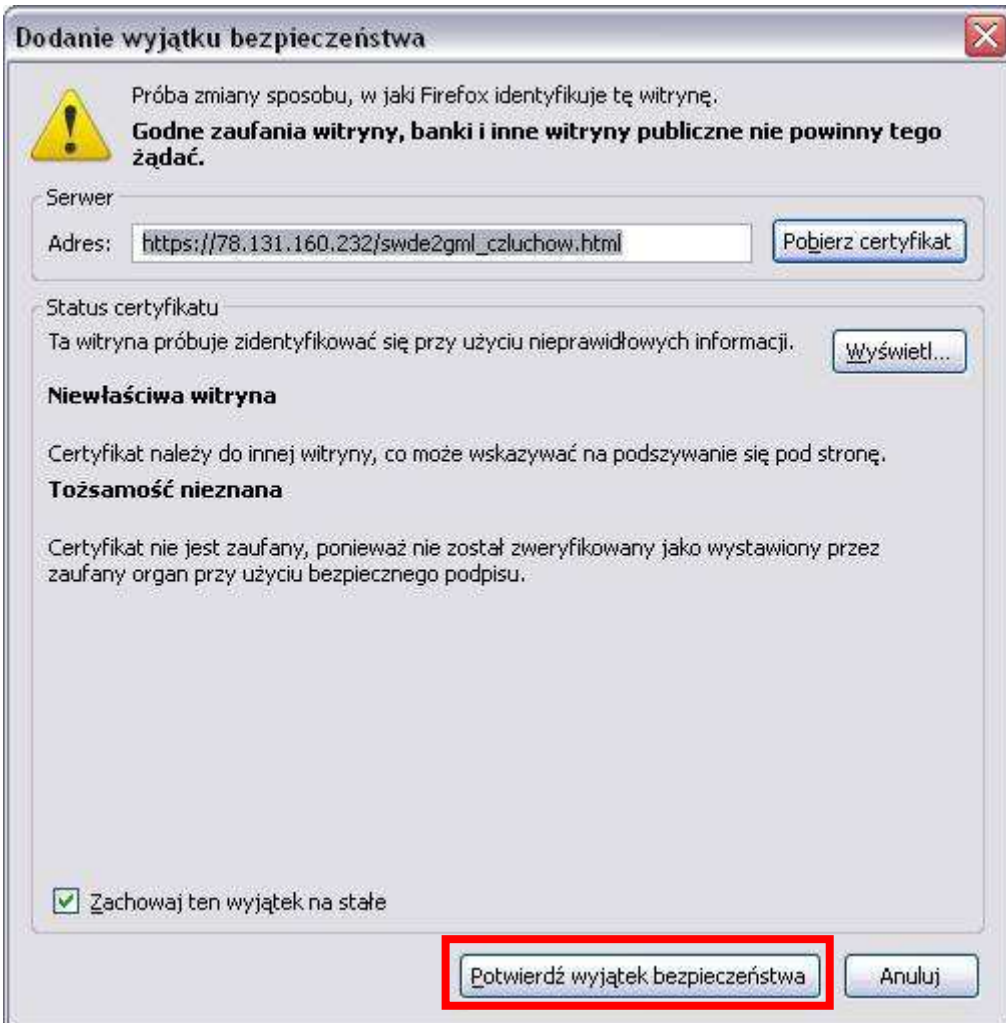 Dodanie wyjątku bezpieczeństwa
Próba zmiany sposobu, w jaki Firefox identyfikuje tę witrynę.
Godne zaufania witryny, banki i inne witryny publiczne nie powinny tego
żądać.
Serwer
Adres: https://78.131.160.232/swde2gml_czluchow.html Pobierz certyfikat
Status certyfikatu
Ta witryna próbuje zidentyfikować się przy użyciu nieprawidłowych informacji. Wyświetl...
Niewłaściwa witryna
Certyfikat należy do innej witryny, co może wskazywać na podszywanie się pod stronę.
Tożsamość nieznana
Certyfikat nie jest zaufany, ponieważ nie został zweryfikowany jako wystawiony przez
zaufany organ przy użyciu bezpiecznego podpisu.
Zachowaj ten wyjątek na stałe
Potwierdź wyjątek bezpieczeństwa Anuluj